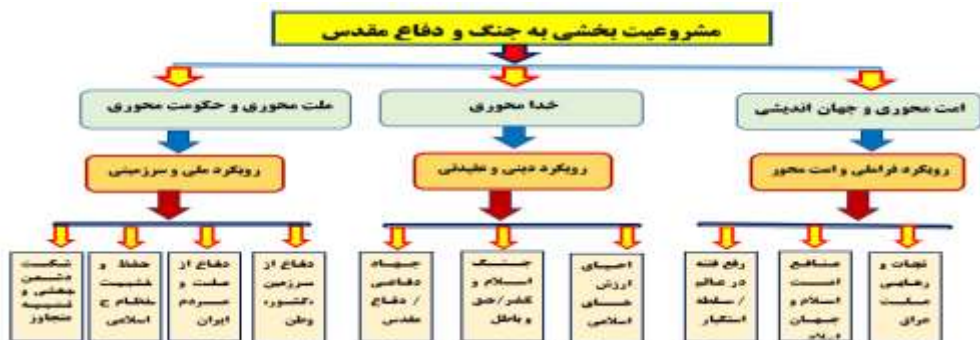 مشروعیت بخشی به جنگ و دفاع مقدس
امت محوری و جهان اندیشی
خدا محوری
ملت محوری و حکومت محوری
رویکرد فراملی و امت محور
رویکرد دینی و عقیدتی
رویکرد ملی و سرزمینی
نجات و
رهایی
ملت
عراق
منافع
امت
اسلام و
جهان
رفع فتنه
در عالم
/ سلطه
استکبار
احیای
ارزش
های
اسلامی
جنگ
اسلام و
کفر/حق
و باطل
جهاد
دفاعی
/ دفاع
مقدس
دفاع از
سرزمین
،کشور،
وطن
دفاع از
ملت و
مردم
ایران
حفظ و
تثبیت
نظام ج
اسلامی
شکست
دشمن
بعثی و
تنبیه
متجاوز